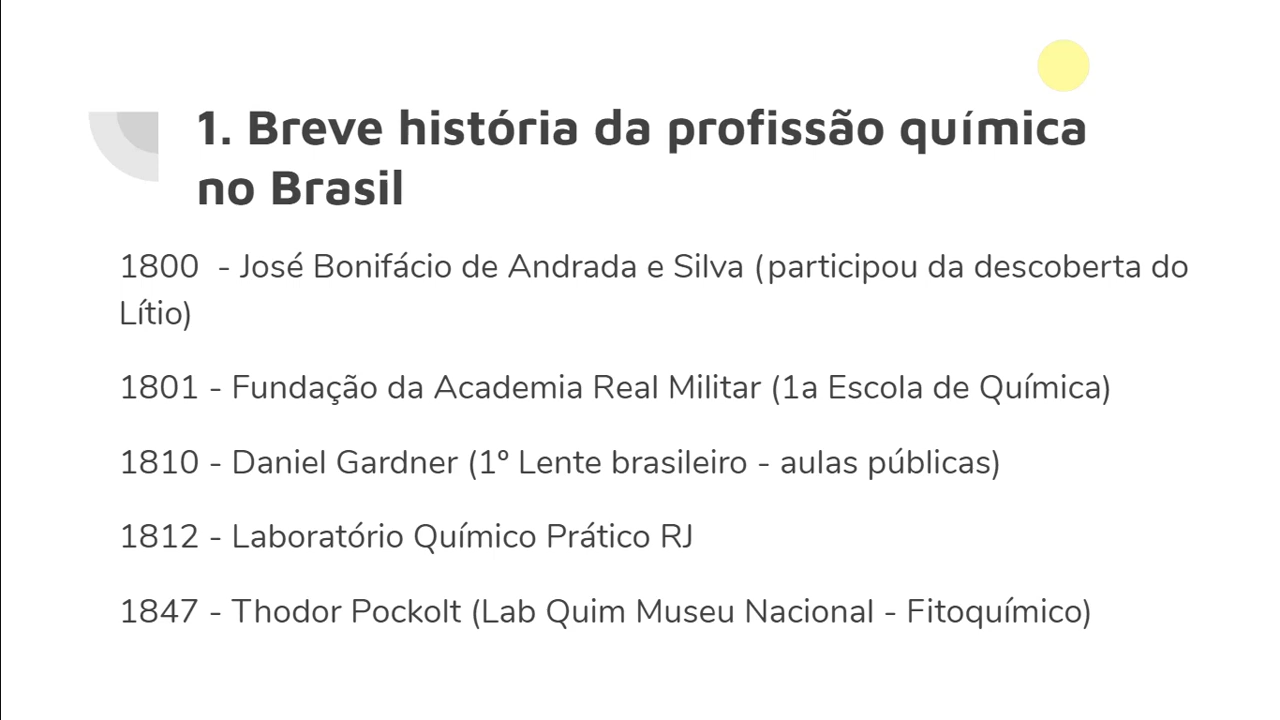 1. Breve história da profissão química
no Brasil
1800  - José Bonifácio de Andrada e Silva (participou da descoberta do
Lítio)
1801 - Fundação da Academia Real Militar (1a Escola de Química)
1810 - Daniel Gardner (1º Lente brasileiro - aulas públicas)
1812 - Laboratório Químico Prático RJ
1847 - Thodor Pockolt (Lab Quim Museu Nacional - Fitoquímico)